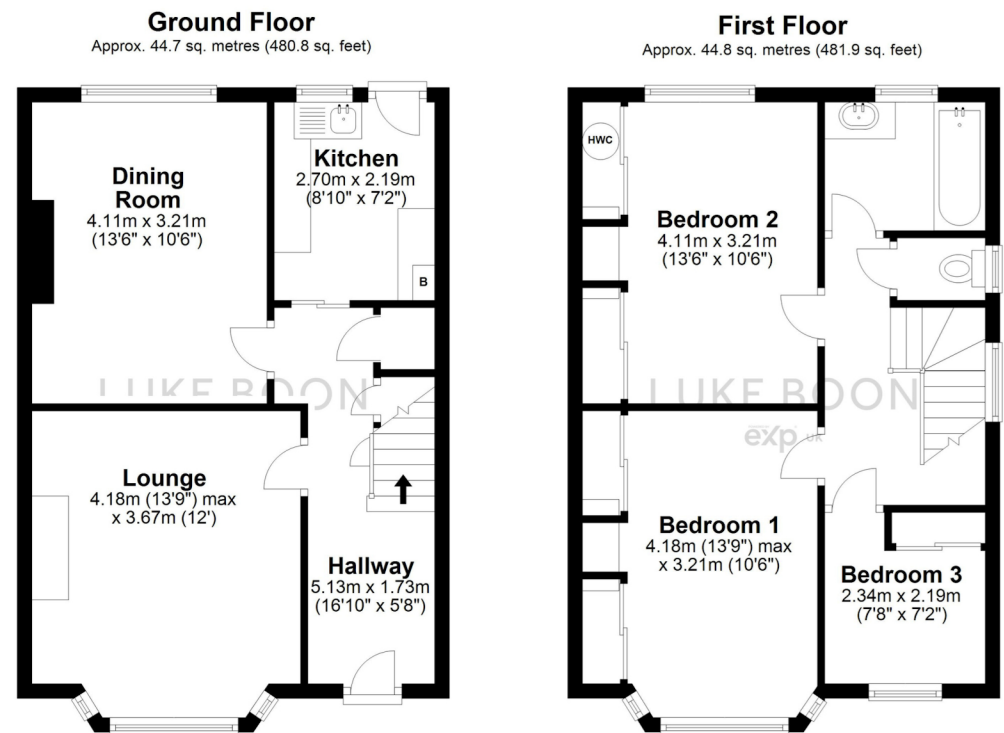 Ground Floor
Approx. 44.7 sq. metres (480.8 sq. feet)
Dining
Room
4.11m x 3.21m
(13'6" x 10'6")
Kitchen
2.70m x 2.19m
(8'10" x 7'2")
B
LUKE BOON
Lounge
4.18m (13'9") max
x 3.67m (12')
Hallway
5.13m x 1.73m
(16'10" x 5'8")
First Floor
Approx. 44.8 sq. metres (481.9 sq. feet)
HWC
Bedroom 2
4.11m x 3.21m
(13'6" x 10'6")
LUKE BOON
exp UK
Bedroom 1
4.18m (13'9") max
x 3.21m (10'6")
Bedroom 3
2.34m x 2.19m
(7'8" x 7'2")